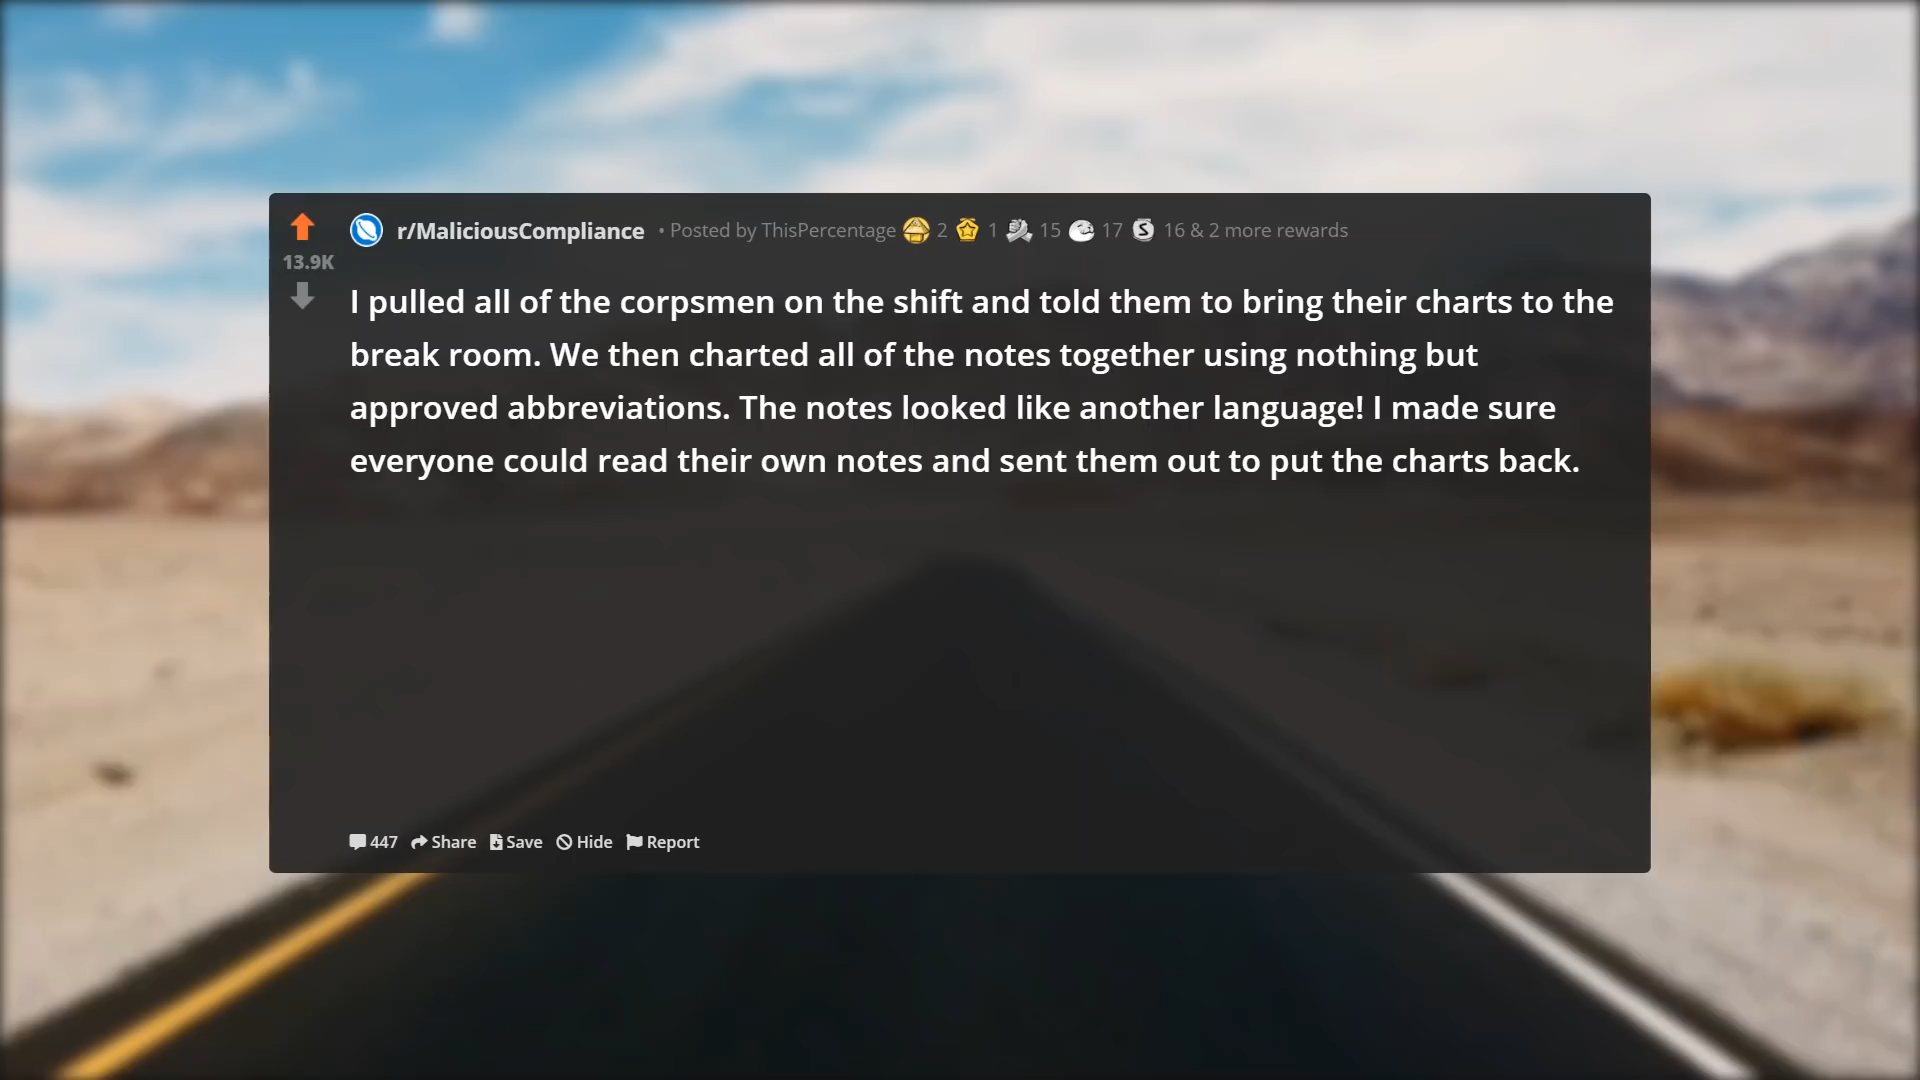 r/MaliciousCompliance • Posted by ThisPercentage 2 1 15 17 S 16 & 2 more rewards
13.9K
I pulled all of the corpsmen on the shift and told them to bring their charts to the
break room. We then charted all of the notes together using nothing but
approved abbreviations. The notes looked like another language! I made sure
everyone could read their own notes and sent them out to put the charts back.
447 Share Save Hide Report